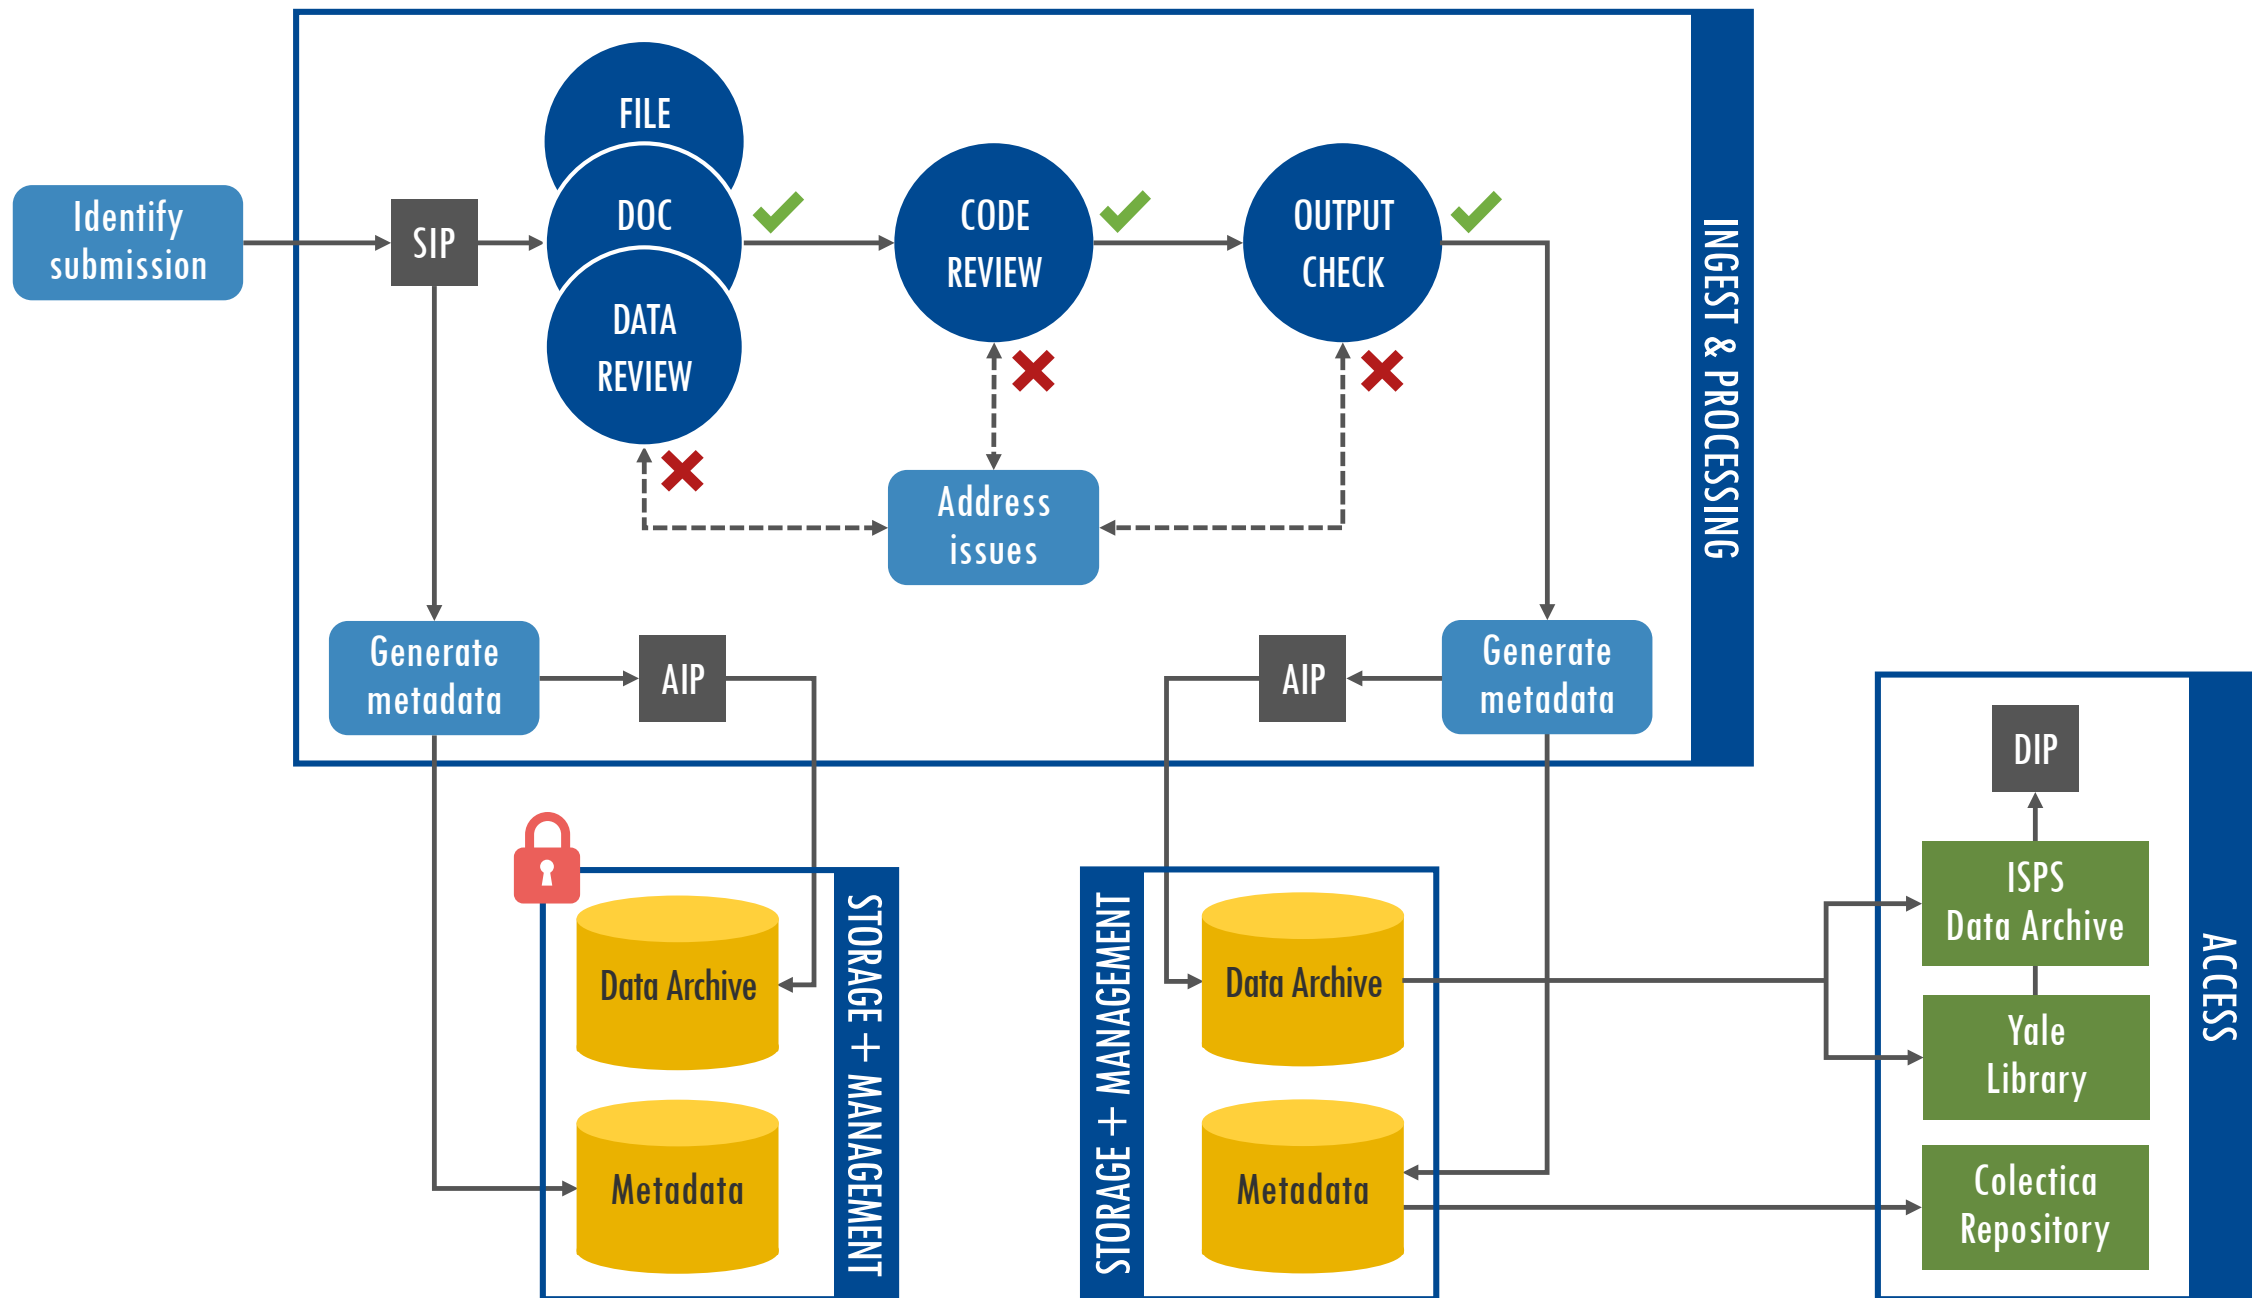 Identify
submission
SIP
FILE
DOC
DATA
REVIEW
CODE
REVIEW
OUTPUT
CHECK
INGEST & PROCESSING
Address
issues
Generate
metadata
AIP
AIP
Generate
metadata
STORAGE + MANAGEMENT
Data Archive
Metadata
STORAGE + MANAGEMENT
Data Archive
Metadata
DIP
ISPS
Data Archive
Yale
Library
Colectica
Repository
ACCESS